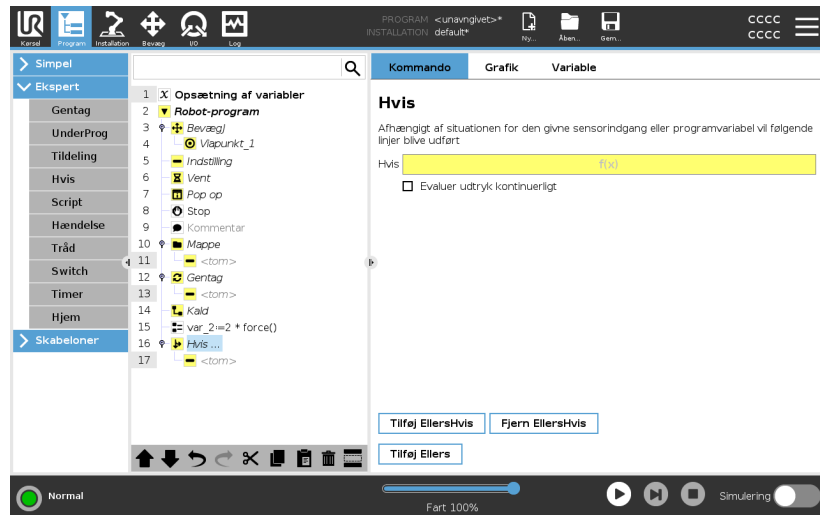 PROGRAM <unavngivet>*
INSTALLATION default*
CCCC
CCCC
Kørsel
Program
Installation
Bevæg
I/O
Log
Ny...
Åben...
Gem...
Simpel
Ekspert
Gentag
UnderProg
Tildeling
Hvis
Script
Hændelse
Tråd
Switch
Timer
Hjem
Skabeloner
1 X Opsætning af variabler
2 Robot-program
3 BevægJ
4 Vlapunkt_1
5 Indstilling
6 Vent
7 Pop op
8 Stop
9 Kommentar
10 Mappe
11 <tom>
12 Gentag
13 <tom>
14 Kald
15 var_2:=2 * force()
16 Hvis ...
17 <tom>
Kommando
Grafik
Variable
Hvis
Afhængigt af situationen for den givne sensorindgang eller programvariabel vil følgende
linjer blive udført
Hvis f(x)
Evaluer udtryk kontinuerligt
Tilføj EllersHvis
Fjern EllersHvis
Tilføj Ellers
Normal
Fart 100%
Simulering